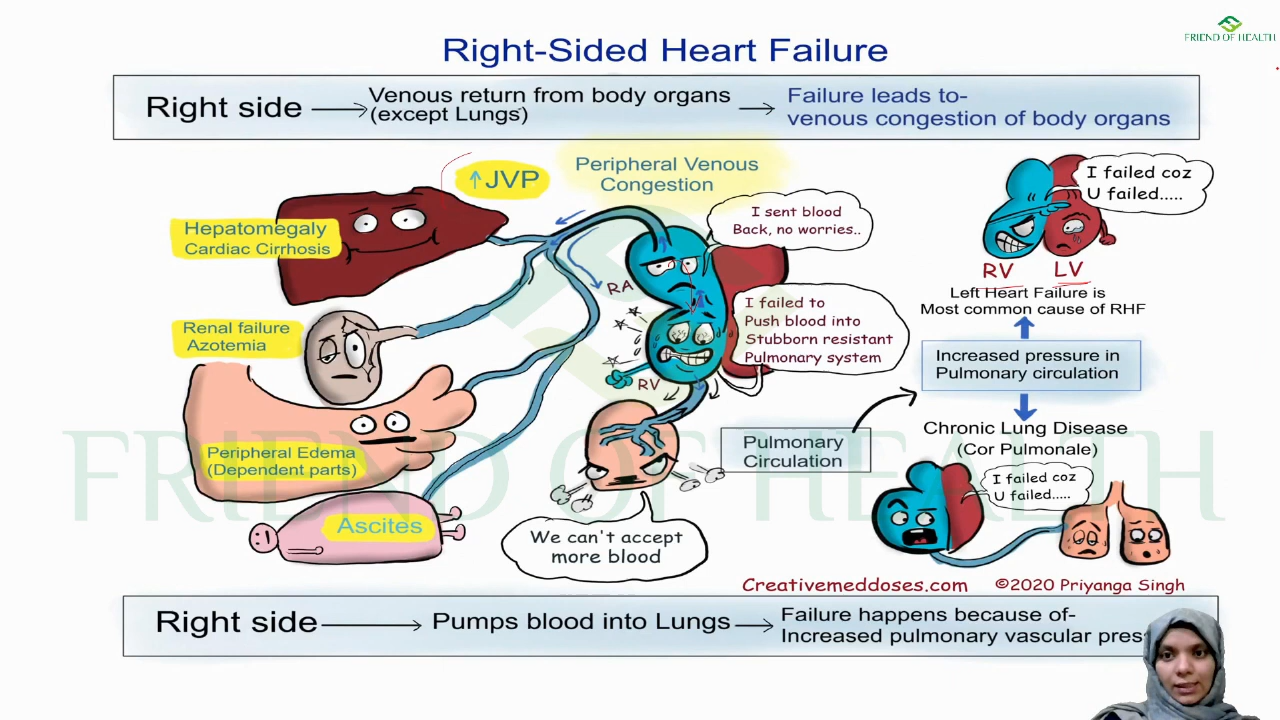 FRIEND OF HEALTH
Right-Sided Heart Failure
Right side
Venous return from body organs
(except Lungs)
Failure leads to-
venous congestion of body organs
↑JVP
Peripheral Venous
Congestion
Hepatomegaly
Cardiac Cirrhosis
I sent blood
Back, no worries..
I failed coz
U failed.....
RV
LV
Left Heart Failure is
Most common cause of RHF
RA
I failed to
Push blood into
Stubborn resistant
Pulmonary system
Renal failure
Azotemia
RV
Increased pressure in
Pulmonary circulation
Peripheral Edema
(Dependent parts)
Pulmonary
Circulation
Chronic Lung Disease
(Cor Pulmonale)
I failed coz
U failed.....
Ascites
We can't accept
more blood
FRIEND OF HEALTH
Creativemeddoses.com
©2020 Priyanga Singh
Right side
Pumps blood into Lungs
Failure happens because of-
Increased pulmonary vascular pres